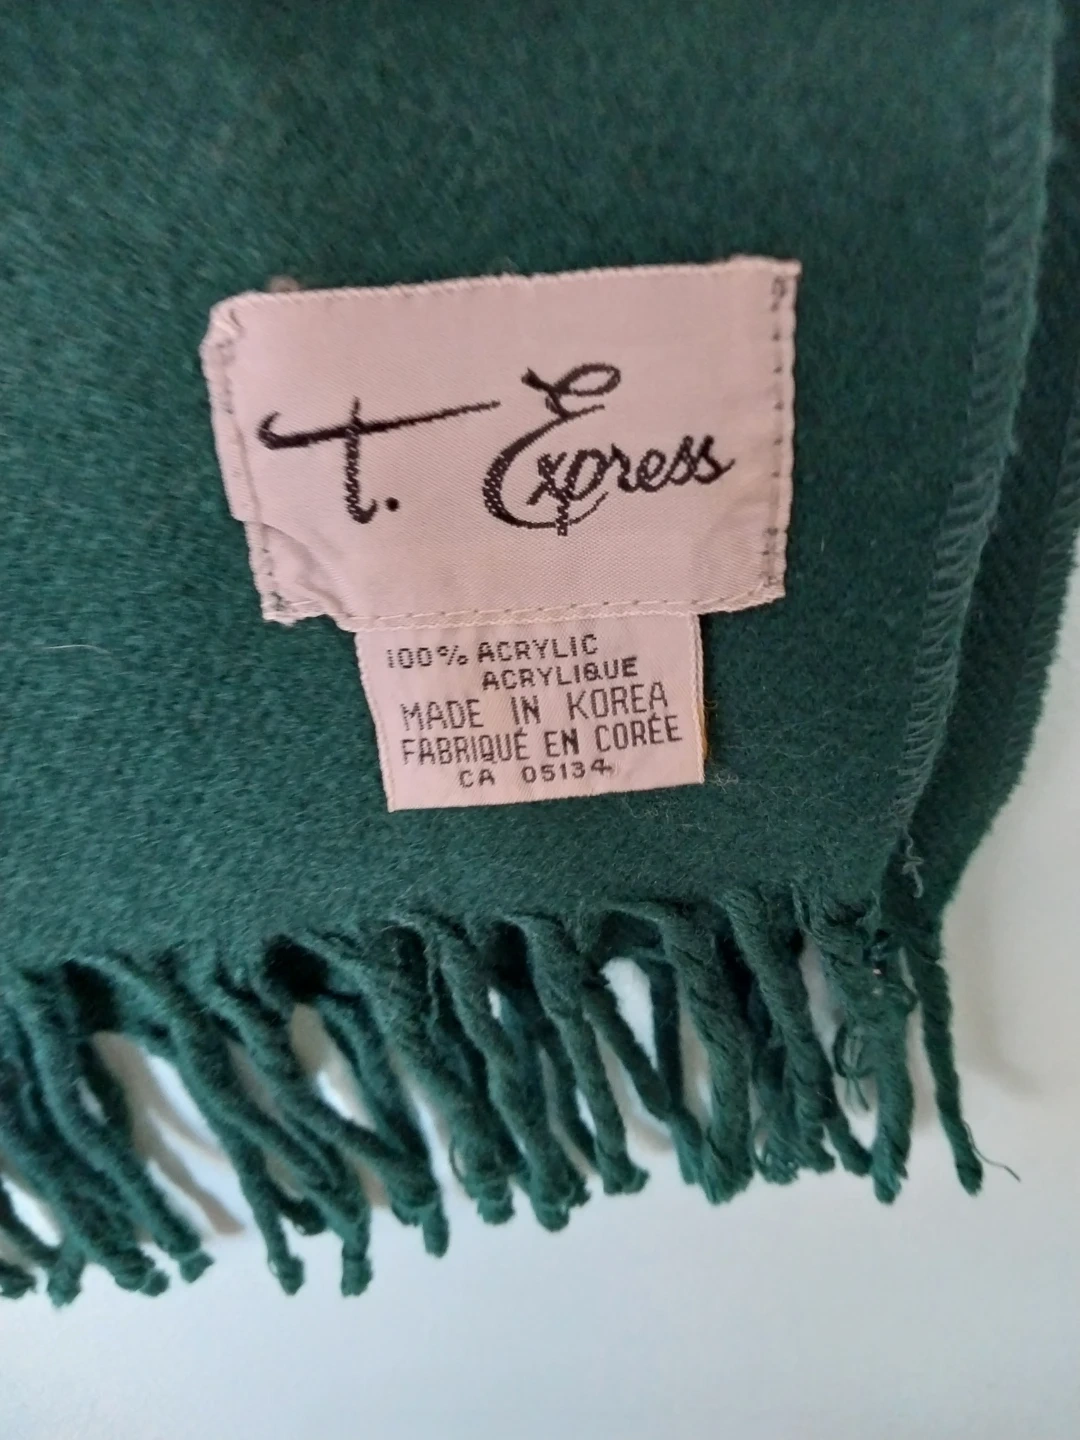 T. Express
100% ACRYLIC
ACRYLIQUE
MADE IN KOREA
FABRIQUÉ EN CORÉE
CA 05134